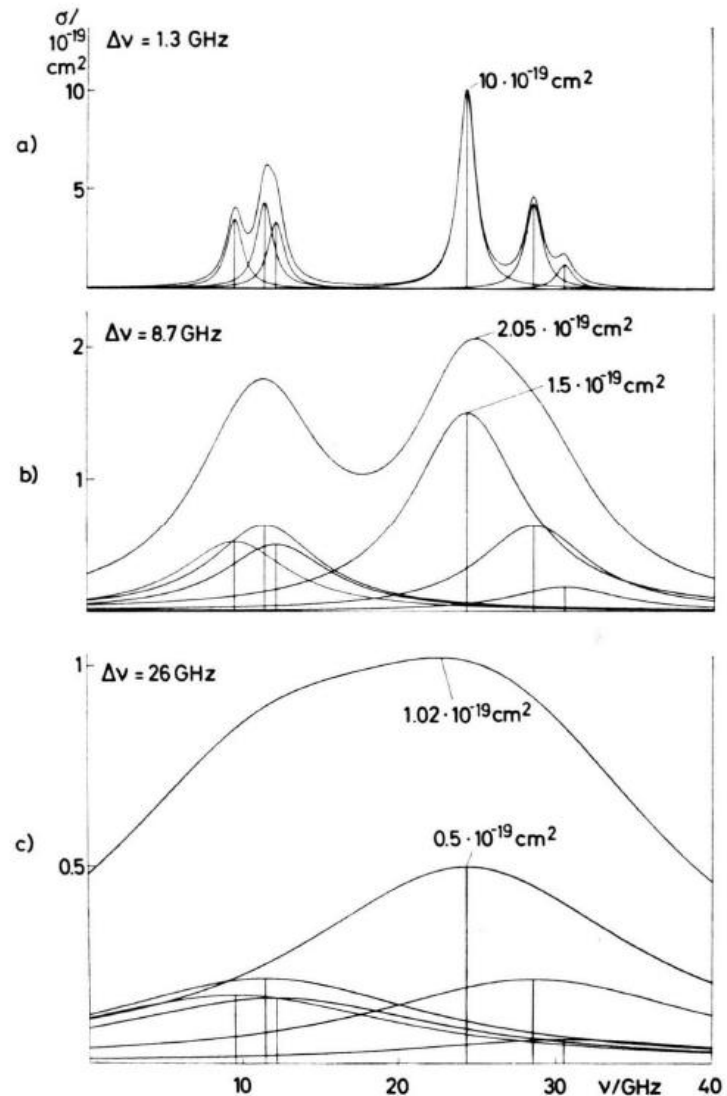 σ/
10⁻¹⁹
cm²
Δν = 1.3 GHz
10
10 · 10⁻¹⁹ cm²
a)
5
Δν = 8.7 GHz
2
2.05 · 10⁻¹⁹ cm²
1.5 · 10⁻¹⁹ cm²
b)
1
1
Δν = 26 GHz
1.02 · 10⁻¹⁹ cm²
c)
0.5 · 10⁻¹⁹ cm²
0.5
10 20 30 ν/GHz 40